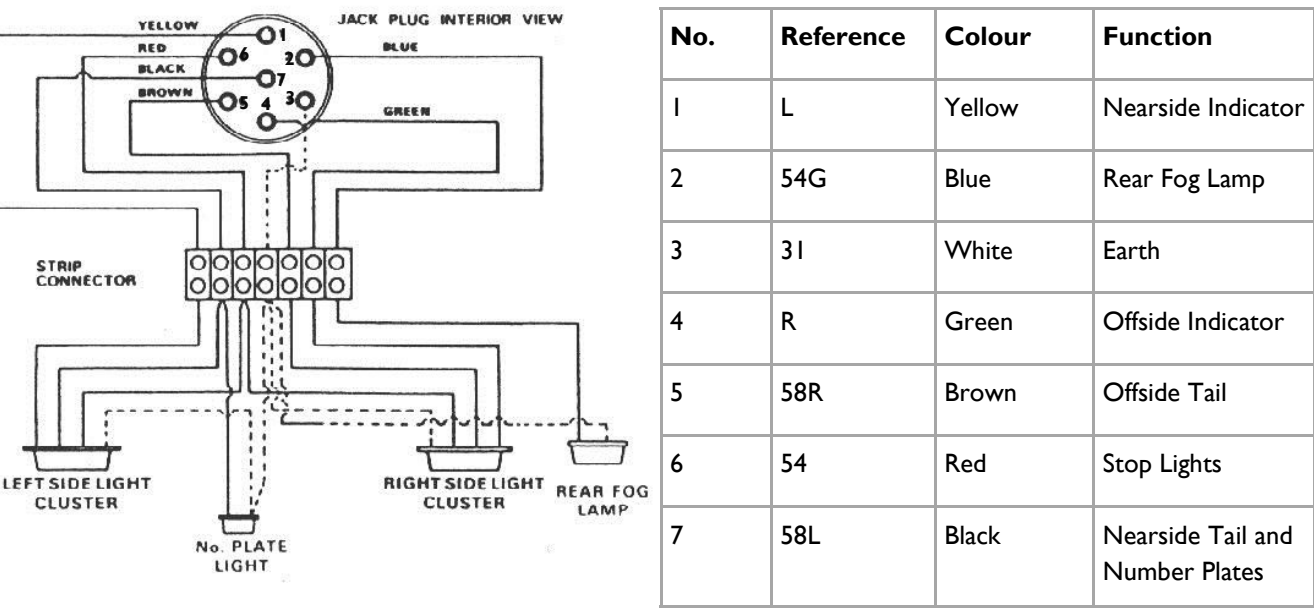 JACK PLUG INTERIOR VIEW
YELLOW
1
RED
6
2
BLUE
BLACK
7
BROWN
5
4
3
GREEN
STRIP
CONNECTOR
LEFT SIDE LIGHT
CLUSTER
No. PLATE
LIGHT
RIGHT SIDE LIGHT
CLUSTER
REAR FOG
LAMP
No. Reference Colour Function
1 L Yellow Nearside Indicator
2 54G Blue Rear Fog Lamp
3 31 White Earth
4 R Green Offside Indicator
5 58R Brown Offside Tail
6 54 Red Stop Lights
7 58L Black Nearside Tail and
Number Plates